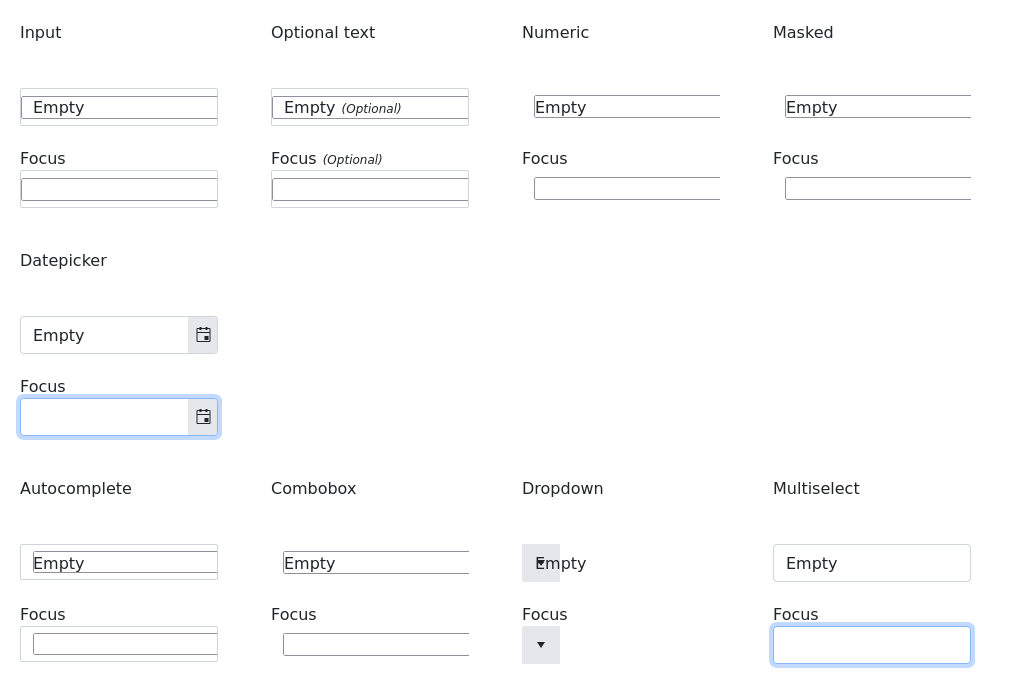 Input Optional text Numeric Masked
Empty Empty (Optional) Empty Empty
Focus Focus (Optional) Focus Focus
Datepicker
Empty
Focus
Autocomplete Combobox Dropdown Multiselect
Empty Empty Empty Empty
Focus Focus Focus Focus